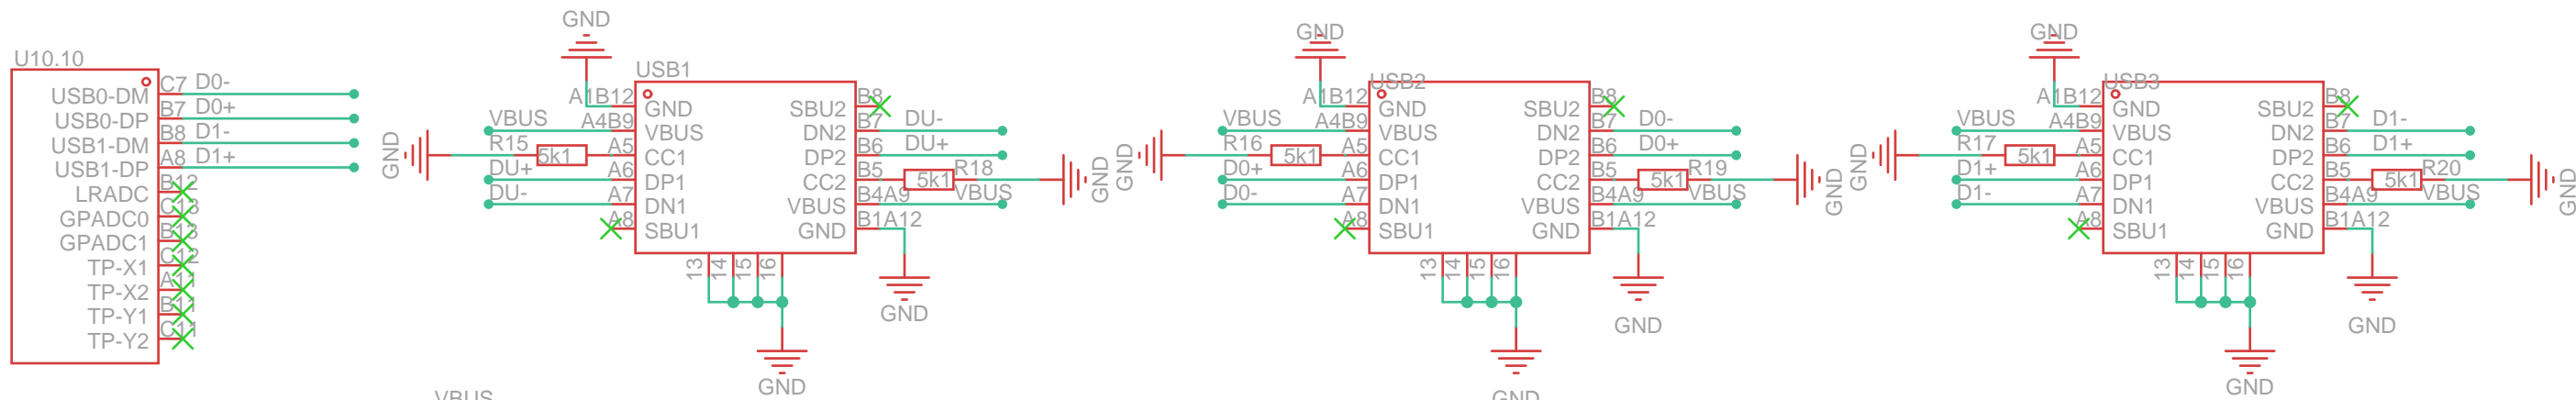 U10.10
USB0-DM C7 D0-
USB0-DP B7 D0+
USB1-DM B8 D1-
USB1-DP A8 D1+
LRADC B12
GPADC0 C13
GPADC1 B13
TP-X1 C12
TP-X2 A11
TP-Y1 B11
TP-Y2 C11
GND
USB1
A1B12 GND
VBUS A4B9 VBUS
GND R15 5k1 A5 CC1
DU+ A6 DP1
DU- A7 DN1
A8 SBU1
SBU2 B8
DN2 B7 DU-
DP2 B6 DU+
CC2 B5 5k1 R18 GND
VBUS B4A9 VBUS
GND B1A12
GND
13 14 15 16
GND
VBUS
GND
USB2
A1B12 GND
VBUS A4B9 VBUS
GND R16 5k1 A5 CC1
D0+ A6 DP1
D0- A7 DN1
A8 SBU1
SBU2 B8
DN2 B7 D0-
DP2 B6 D0+
CC2 B5 5k1 R19 GND
VBUS B4A9 VBUS
GND B1A12
GND
13 14 15 16
GND
GND
USB3
A1B12 GND
VBUS A4B9 VBUS
GND R17 5k1 A5 CC1
D1+ A6 DP1
D1- A7 DN1
A8 SBU1
SBU2 B8
DN2 B7 D1-
DP2 B6 D1+
CC2 B5 5k1 R20 GND
VBUS B4A9 VBUS
GND B1A12
GND
13 14 15 16
GND